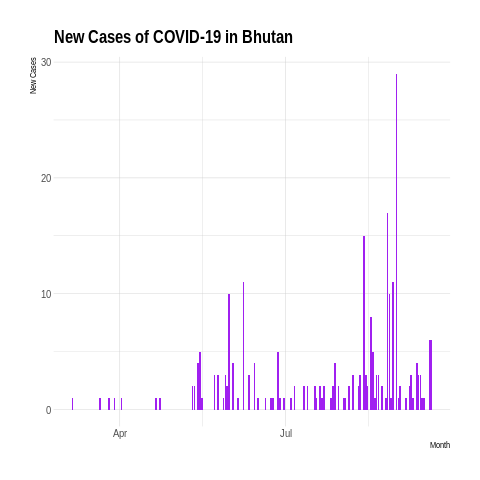 New Cases of COVID-19 in Bhutan
New Cases
30
20
10
0
Apr
Jul
Month